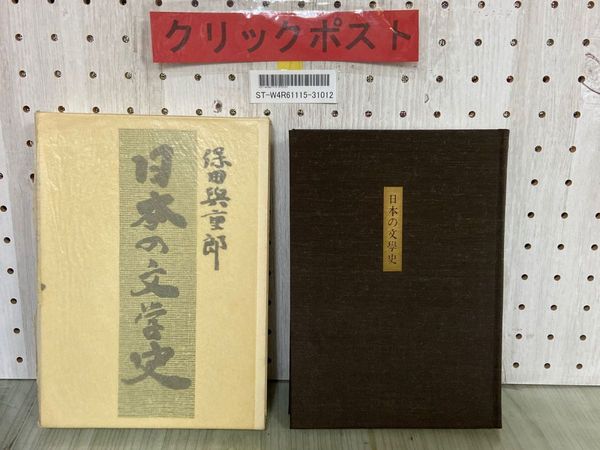 クリックポスト
ST-W4R61115-31012
保田與重郎
日本の文学史
日本の文學史